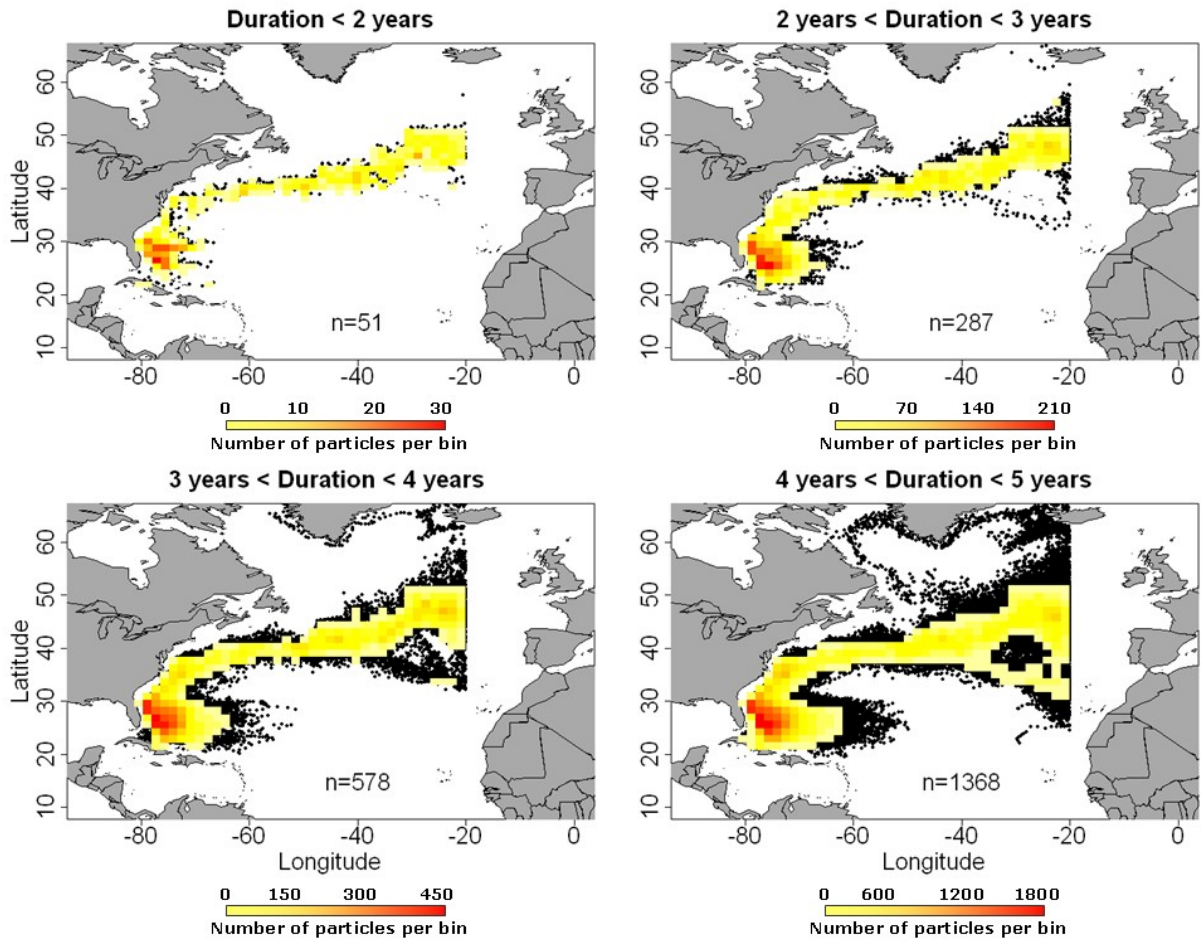 Duration < 2 years
2 years < Duration < 3 years
Latitude
60
50
40
30
20
10
n=51
-80
-60
-40
-20
0
60
50
40
30
20
10
n=287
-80
-60
-40
-20
0
0 10 20 30
Number of particles per bin
0 70 140 210
Number of particles per bin
3 years < Duration < 4 years
4 years < Duration < 5 years
Latitude
60
50
40
30
20
10
n=578
-80
-60
-40
-20
0
Longitude
60
50
40
30
20
10
n=1368
-80
-60
-40
-20
0
Longitude
0 150 300 450
Number of particles per bin
0 600 1200 1800
Number of particles per bin